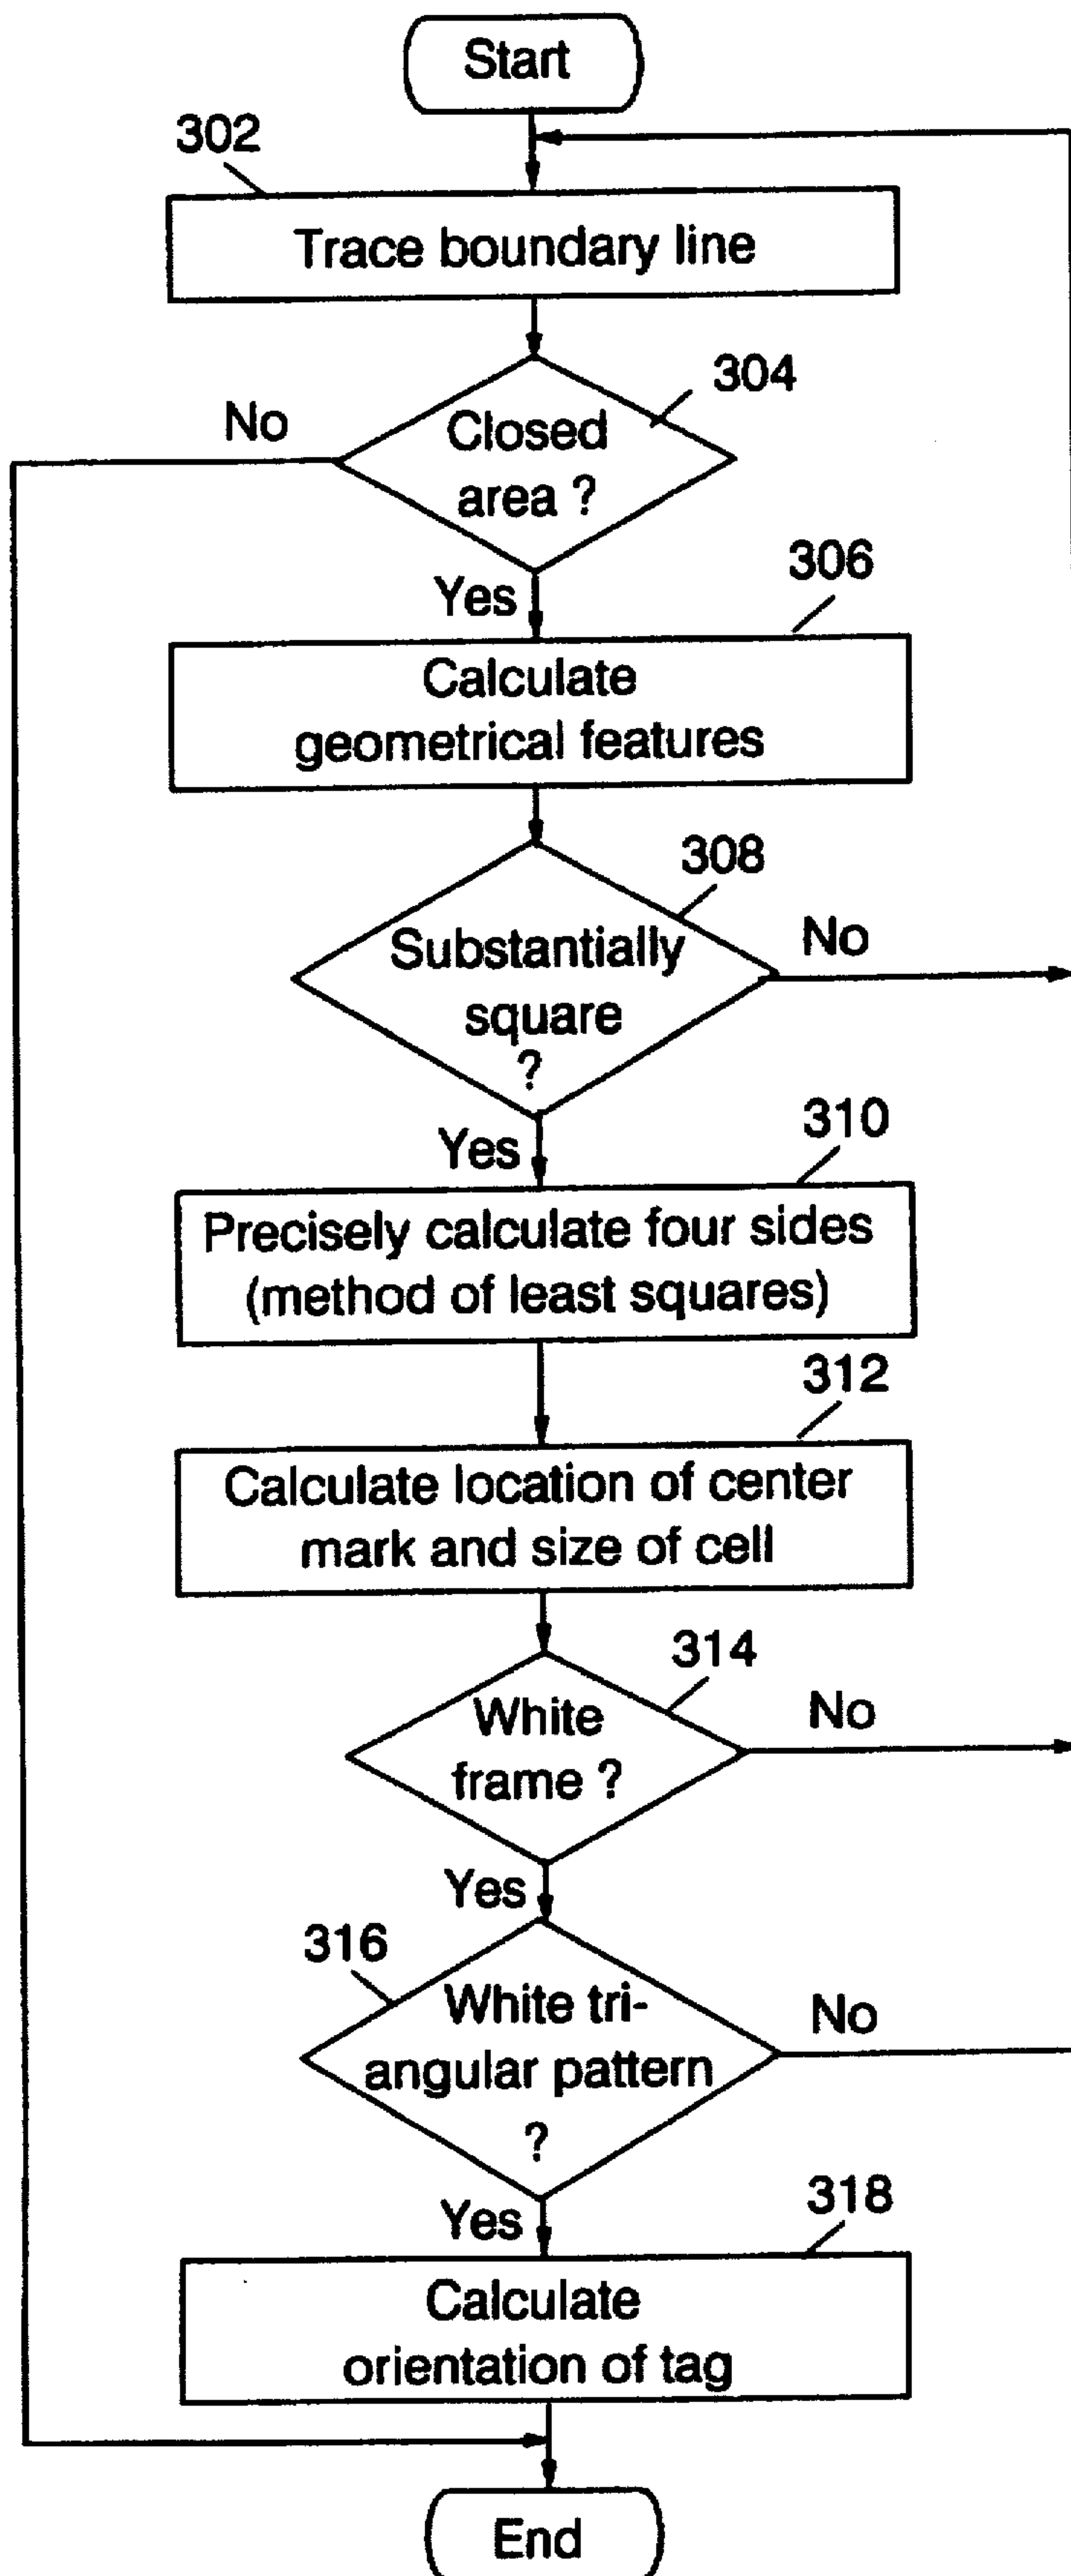 Start
302
Trace boundary line
304
No
Closed
area ?
306
Yes
Calculate
geometrical features
308
No
Substantially
square
?
310
Yes
Precisely calculate four sides
(method of least squares)
312
Calculate location of center
mark and size of cell
314
No
White
frame ?
Yes
316
White tri-
No
angular pattern
?
318
Yes
Calculate
orientation of tag
End